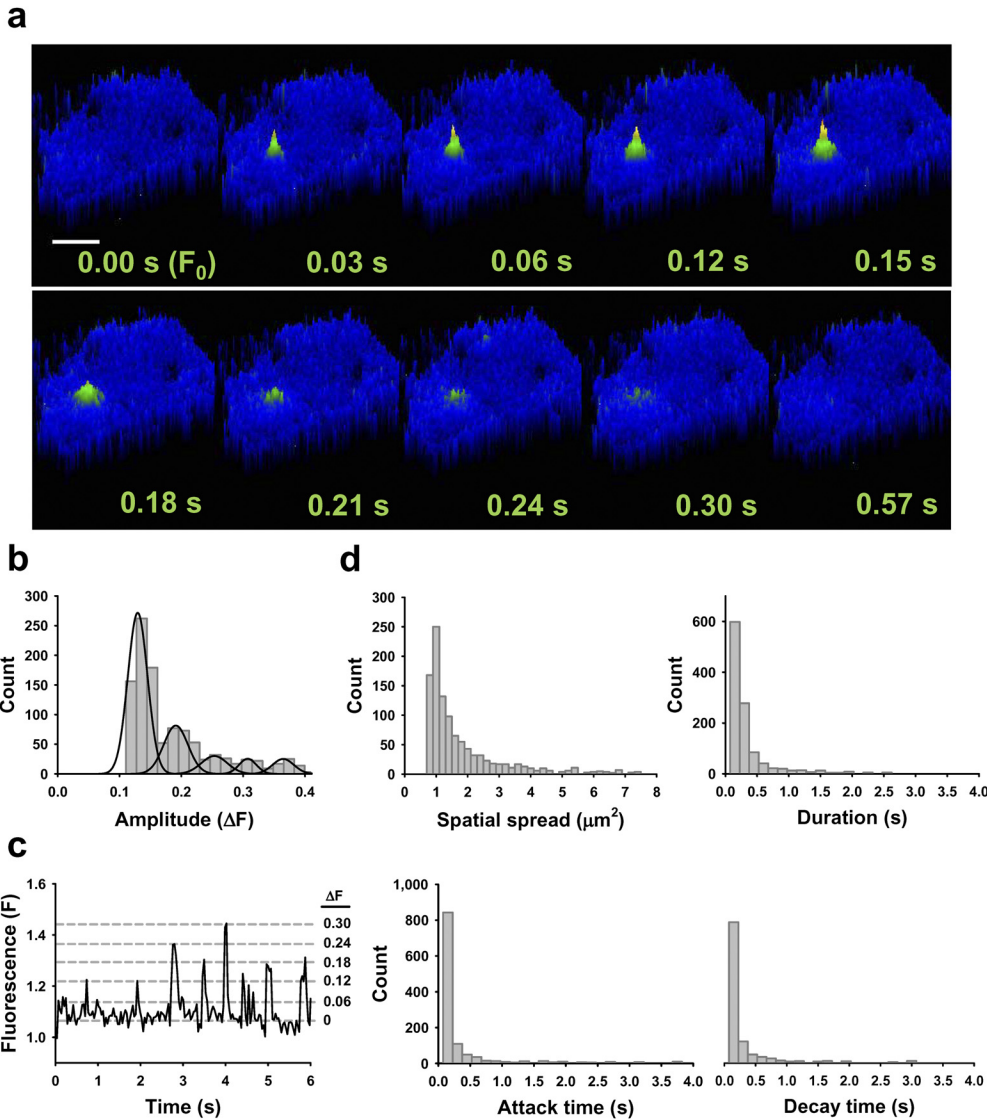 a
0.00 s (F₀) 0.03 s 0.06 s 0.12 s 0.15 s
0.18 s 0.21 s 0.24 s 0.30 s 0.57 s
b
300
250
200
150
100
50
0
Count
0.0 0.1 0.2 0.3 0.4
Amplitude (ΔF)
d
300
250
200
150
100
50
0
Count
0 1 2 3 4 5 6 7 8
Spatial spread (μm²)
600
400
200
0
Count
0.0 0.5 1.0 1.5 2.0 2.5 3.0 3.5 4.0
Duration (s)
c
1.6
1.4
1.2
1.0
Fluorescence (F)
ΔF
0.30
0.24
0.18
0.12
0.06
0
0 1 2 3 4 5 6
Time (s)
1,000
800
600
400
200
0
Count
0.0 0.5 1.0 1.5 2.0 2.5 3.0 3.5 4.0
Attack time (s)
0.0 0.5 1.0 1.5 2.0 2.5 3.0 3.5 4.0
Decay time (s)